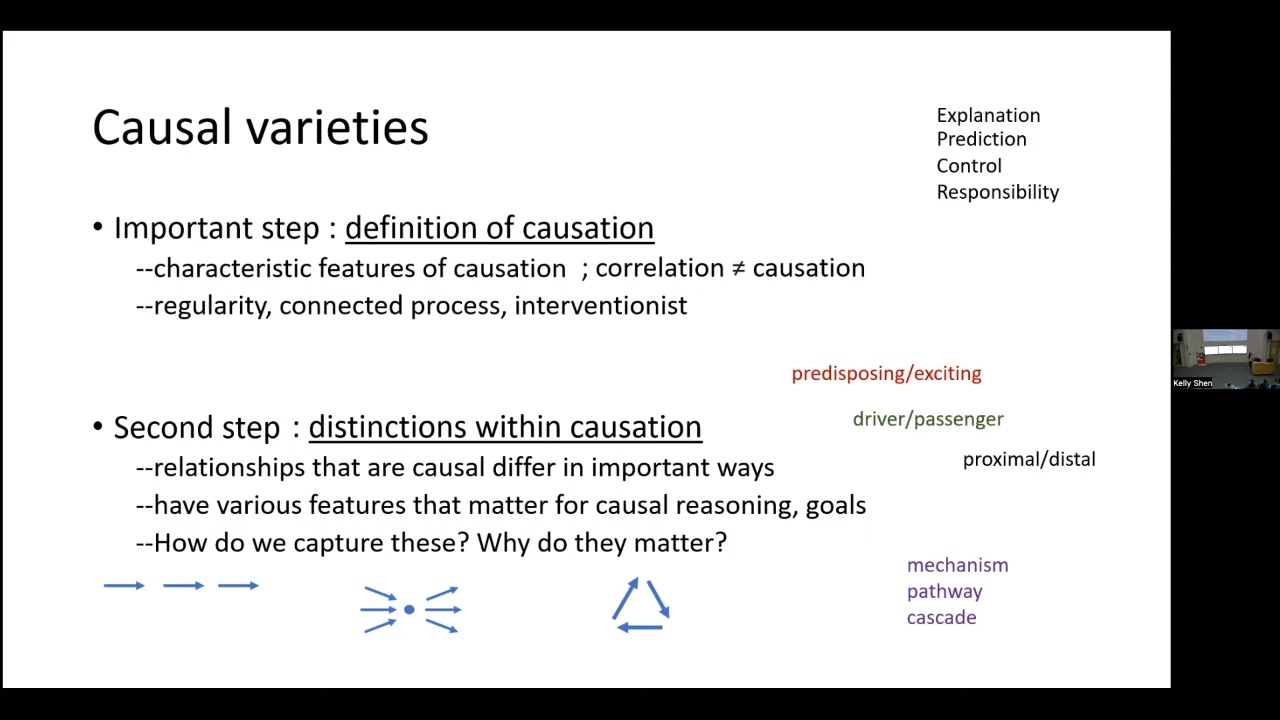 Causal varieties
Explanation
Prediction
Control
Responsibility
• Important step : definition of causation
--characteristic features of causation ; correlation ≠ causation
--regularity, connected process, interventionist
predisposing/exciting
driver/passenger
proximal/distal
• Second step : distinctions within causation
--relationships that are causal differ in important ways
--have various features that matter for causal reasoning, goals
--How do we capture these? Why do they matter?
mechanism
pathway
cascade
Kelly Shen